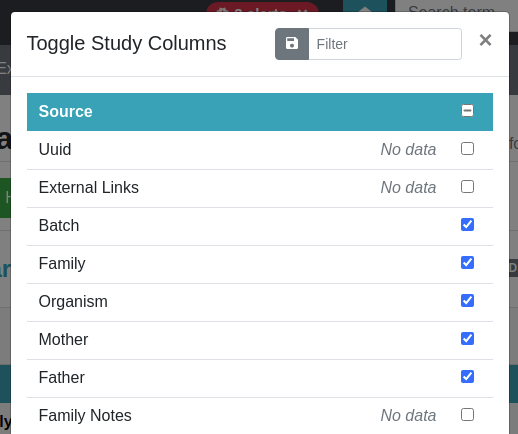 Toggle Study Columns
Filter
×
Source
Uuid No data
External Links No data
Batch
Family
Organism
Mother
Father
Family Notes No data